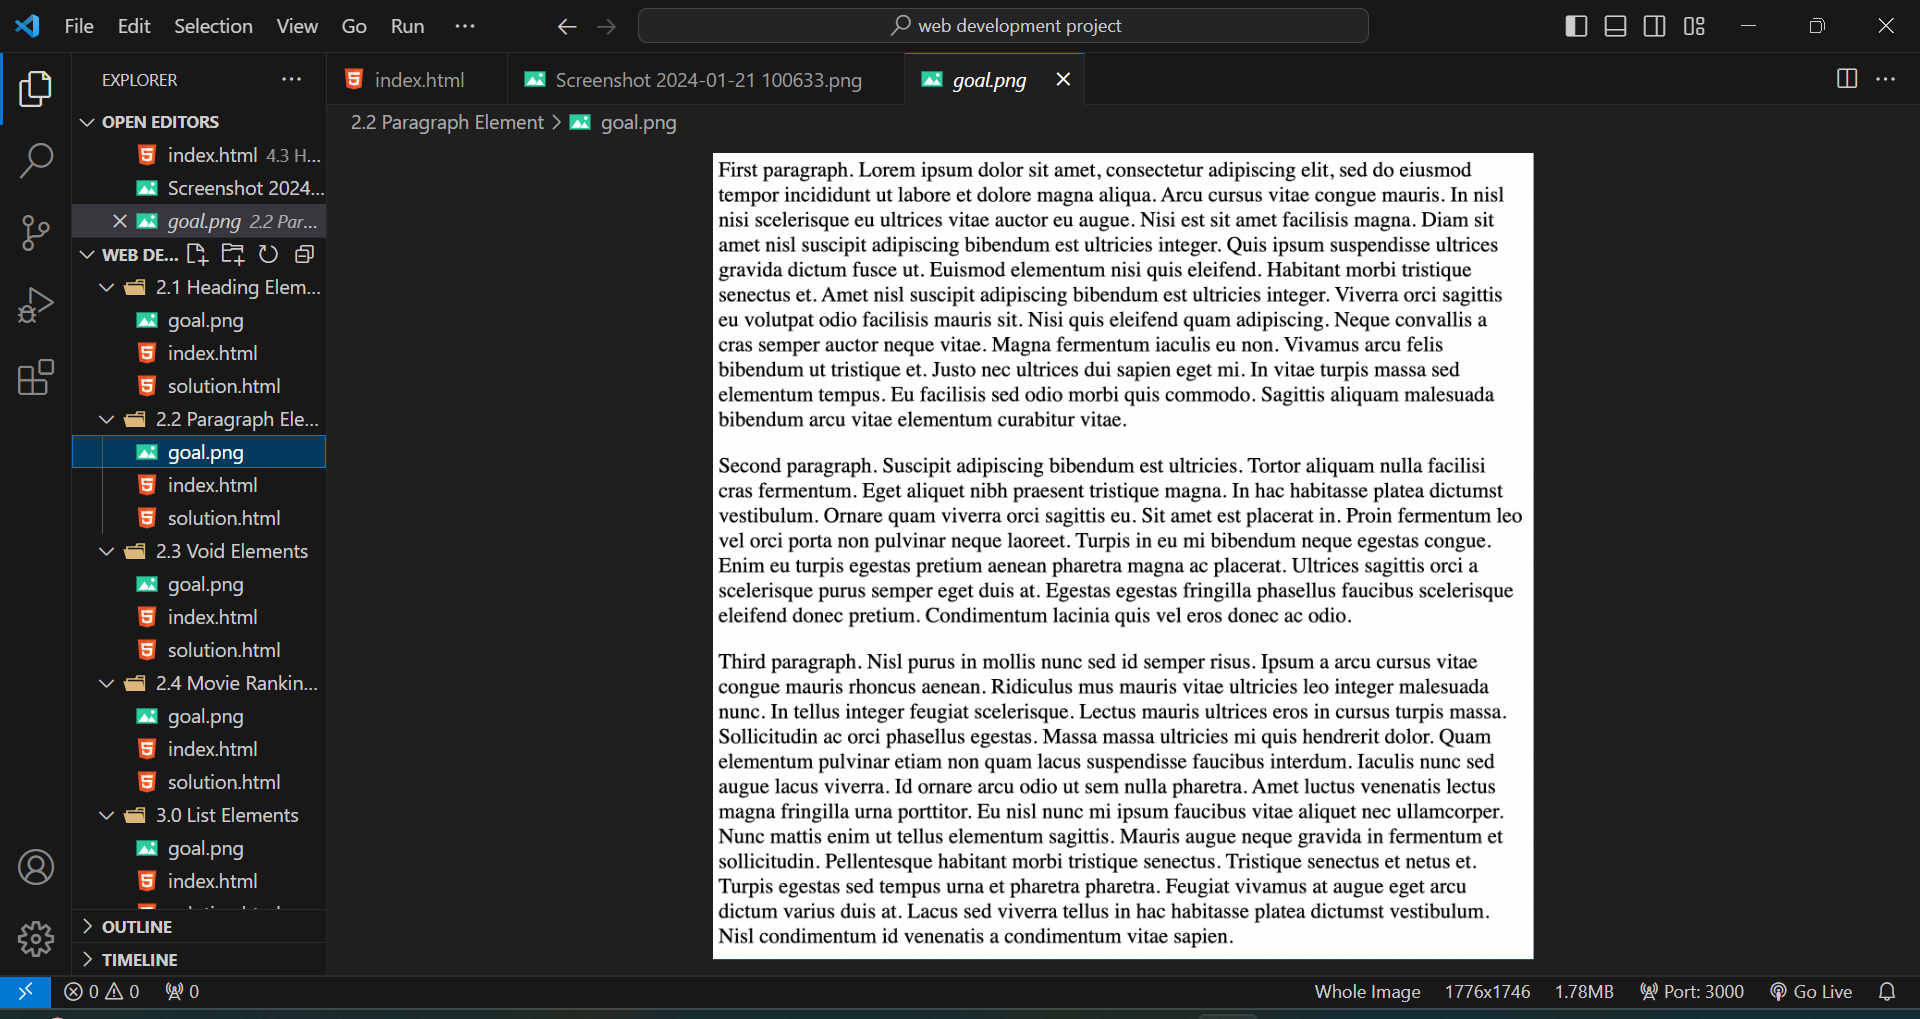 File Edit Selection View Go Run ···
web development project
EXPLORER
index.html
Screenshot 2024-01-21 100633.png
goal.png
OPEN EDITORS
2.2 Paragraph Element > goal.png
index.html 4.3 H...
Screenshot 2024...
goal.png 2.2 Par...
WEB DE...
2.1 Heading Elem...
goal.png
index.html
solution.html
2.2 Paragraph Ele...
goal.png
index.html
solution.html
2.3 Void Elements
goal.png
index.html
solution.html
2.4 Movie Rankin...
goal.png
index.html
solution.html
3.0 List Elements
goal.png
index.html
OUTLINE
TIMELINE
First paragraph. Lorem ipsum dolor sit amet, consectetur adipiscing elit, sed do eiusmod
tempor incididunt ut labore et dolore magna aliqua. Arcu cursus vitae congue mauris. In nisl
nisi scelerisque eu ultrices vitae auctor eu augue. Nisi est sit amet facilisis magna. Diam sit
amet nisl suscipit adipiscing bibendum est ultricies integer. Quis ipsum suspendisse ultrices
gravida dictum fusce ut. Euismod elementum nisi quis eleifend. Habitant morbi tristique
senectus et. Amet nisl suscipit adipiscing bibendum est ultricies integer. Viverra orci sagittis
eu volutpat odio facilisis mauris sit. Nisi quis eleifend quam adipiscing. Neque convallis a
cras semper auctor neque vitae. Magna fermentum iaculis eu non. Vivamus arcu felis
bibendum ut tristique et. Justo nec ultrices dui sapien eget mi. In vitae turpis massa sed
elementum tempus. Eu facilisis sed odio morbi quis commodo. Sagittis aliquam malesuada
bibendum arcu vitae elementum curabitur vitae.
Second paragraph. Suscipit adipiscing bibendum est ultricies. Tortor aliquam nulla facilisi
cras fermentum. Eget aliquet nibh praesent tristique magna. In hac habitasse platea dictumst
vestibulum. Ornare quam viverra orci sagittis eu. Sit amet est placerat in. Proin fermentum leo
vel orci porta non pulvinar neque laoreet. Turpis in eu mi bibendum neque egestas congue.
Enim eu turpis egestas pretium aenean pharetra magna ac placerat. Ultrices sagittis orci a
scelerisque purus semper eget duis at. Egestas egestas fringilla phasellus faucibus scelerisque
eleifend donec pretium. Condimentum lacinia quis vel eros donec ac odio.
Third paragraph. Nisl purus in mollis nunc sed id semper risus. Ipsum a arcu cursus vitae
congue mauris rhoncus aenean. Ridiculus mus mauris vitae ultricies leo integer malesuada
nunc. In tellus integer feugiat scelerisque. Lectus mauris ultrices eros in cursus turpis massa.
Sollicitudin ac orci phasellus egestas. Massa massa ultricies mi quis hendrerit dolor. Quam
elementum pulvinar etiam non quam lacus suspendisse faucibus interdum. Iaculis nunc sed
augue lacus viverra. Id ornare arcu odio ut sem nulla pharetra. Amet luctus venenatis lectus
magna fringilla urna porttitor. Eu nisl nunc mi ipsum faucibus vitae aliquet nec ullamcorper.
Nunc mattis enim ut tellus elementum sagittis. Mauris augue neque gravida in fermentum et
sollicitudin. Pellentesque habitant morbi tristique senectus. Tristique senectus et netus et.
Turpis egestas sed tempus urna et pharetra pharetra. Feugiat vivamus at augue eget arcu
dictum varius duis at. Lacus sed viverra tellus in hac habitasse platea dictumst vestibulum.
Nisl condimentum id venenatis a condimentum vitae sapien.
0 0 0 Whole Image 1776x1746 1.78MB Port: 3000 Go Live